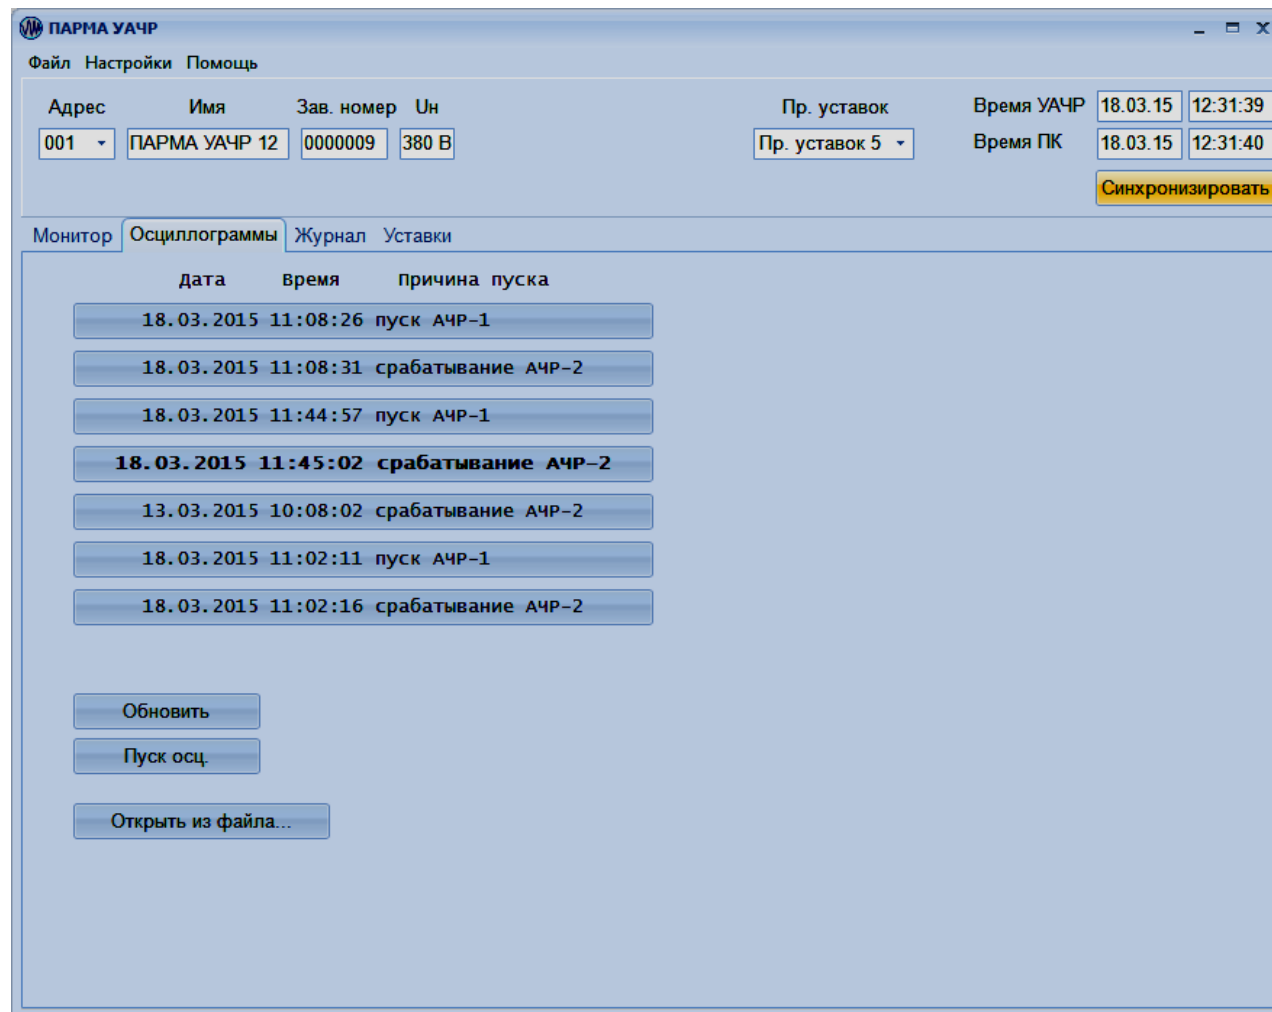 ПАРМА УАЧР
Файл Настройки Помощь
Адрес Имя Зав. номер Uн Пр. уставок Время УАЧР 18.03.15 12:31:39
001 ПАРМА УАЧР 12 0000009 380 В Пр. уставок 5 Время ПК 18.03.15 12:31:40
Синхронизировать
Монитор Осциллограммы Журнал Уставки
Дата Время Причина пуска
18.03.2015 11:08:26 пуск АЧР-1
18.03.2015 11:08:31 срабатывание АЧР-2
18.03.2015 11:44:57 пуск АЧР-1
18.03.2015 11:45:02 срабатывание АЧР-2
13.03.2015 10:08:02 срабатывание АЧР-2
18.03.2015 11:02:11 пуск АЧР-1
18.03.2015 11:02:16 срабатывание АЧР-2
Обновить
Пуск осц.
Открыть из файла...